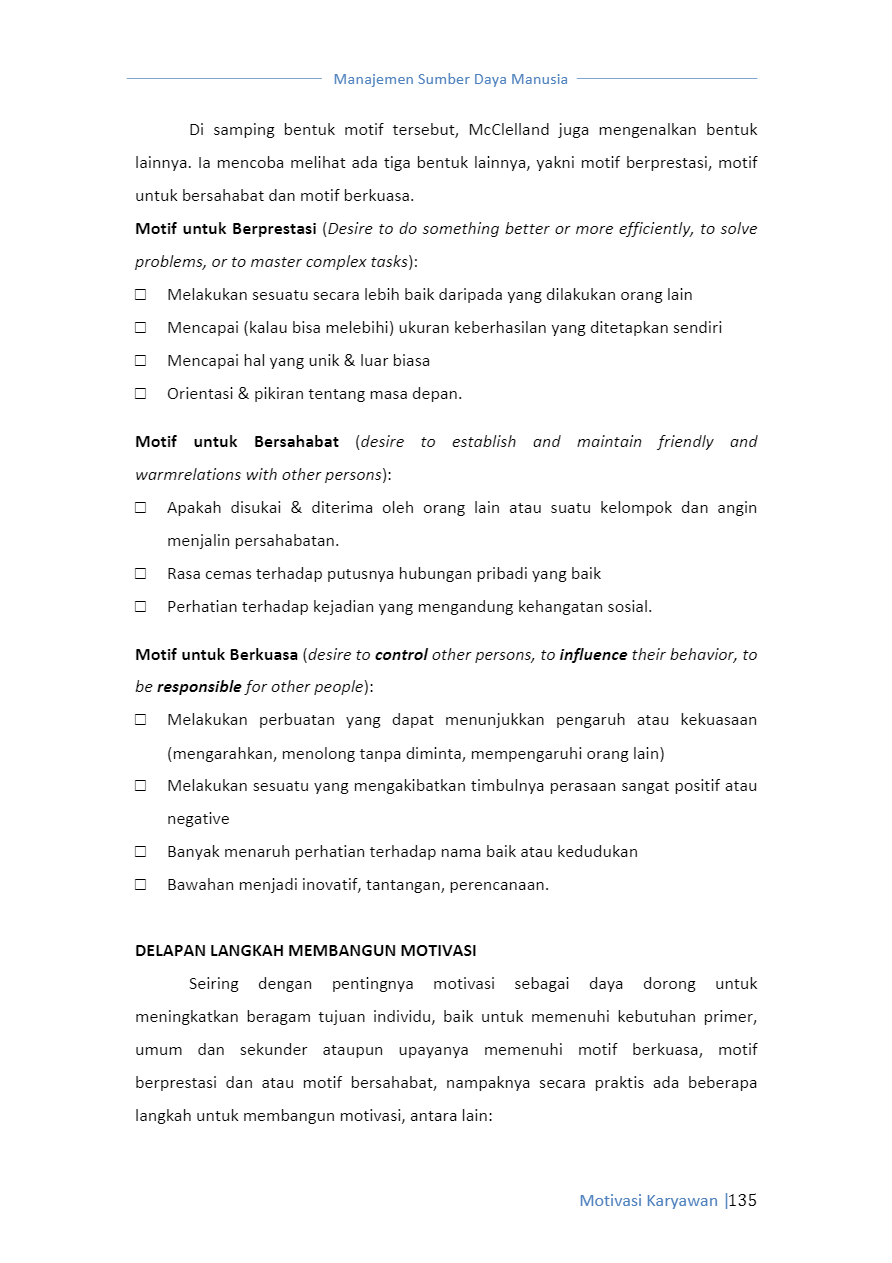 Manajemen Sumber Daya Manusia
Di samping bentuk motif tersebut, McClelland juga mengenalkan bentuk
lainnya. Ia mencoba melihat ada tiga bentuk lainnya, yakni motif berprestasi, motif
untuk bersahabat dan motif berkuasa.
Motif untuk Berprestasi (Desire to do something better or more efficiently, to solve
problems, or to master complex tasks):
□ Melakukan sesuatu secara lebih baik daripada yang dilakukan orang lain
□ Mencapai (kalau bisa melebihi) ukuran keberhasilan yang ditetapkan sendiri
□ Mencapai hal yang unik & luar biasa
□ Orientasi & pikiran tentang masa depan.
Motif untuk Bersahabat (desire to establish and maintain friendly and
warmrelations with other persons):
□ Apakah disukai & diterima oleh orang lain atau suatu kelompok dan angin
menjalin persahabatan.
□ Rasa cemas terhadap putusnya hubungan pribadi yang baik
□ Perhatian terhadap kejadian yang mengandung kehangatan sosial.
Motif untuk Berkuasa (desire to control other persons, to influence their behavior, to
be responsible for other people):
□ Melakukan perbuatan yang dapat menunjukkan pengaruh atau kekuasaan
(mengarahkan, menolong tanpa diminta, mempengaruhi orang lain)
□ Melakukan sesuatu yang mengakibatkan timbulnya perasaan sangat positif atau
negative
□ Banyak menaruh perhatian terhadap nama baik atau kedudukan
□ Bawahan menjadi inovatif, tantangan, perencanaan.
DELAPAN LANGKAH MEMBANGUN MOTIVASI
Seiring dengan pentingnya motivasi sebagai daya dorong untuk
meningkatkan beragam tujuan individu, baik untuk memenuhi kebutuhan primer,
umum dan sekunder ataupun upayanya memenuhi motif berkuasa, motif
berprestasi dan atau motif bersahabat, nampaknya secara praktis ada beberapa
langkah untuk membangun motivasi, antara lain:
Motivasi Karyawan |135